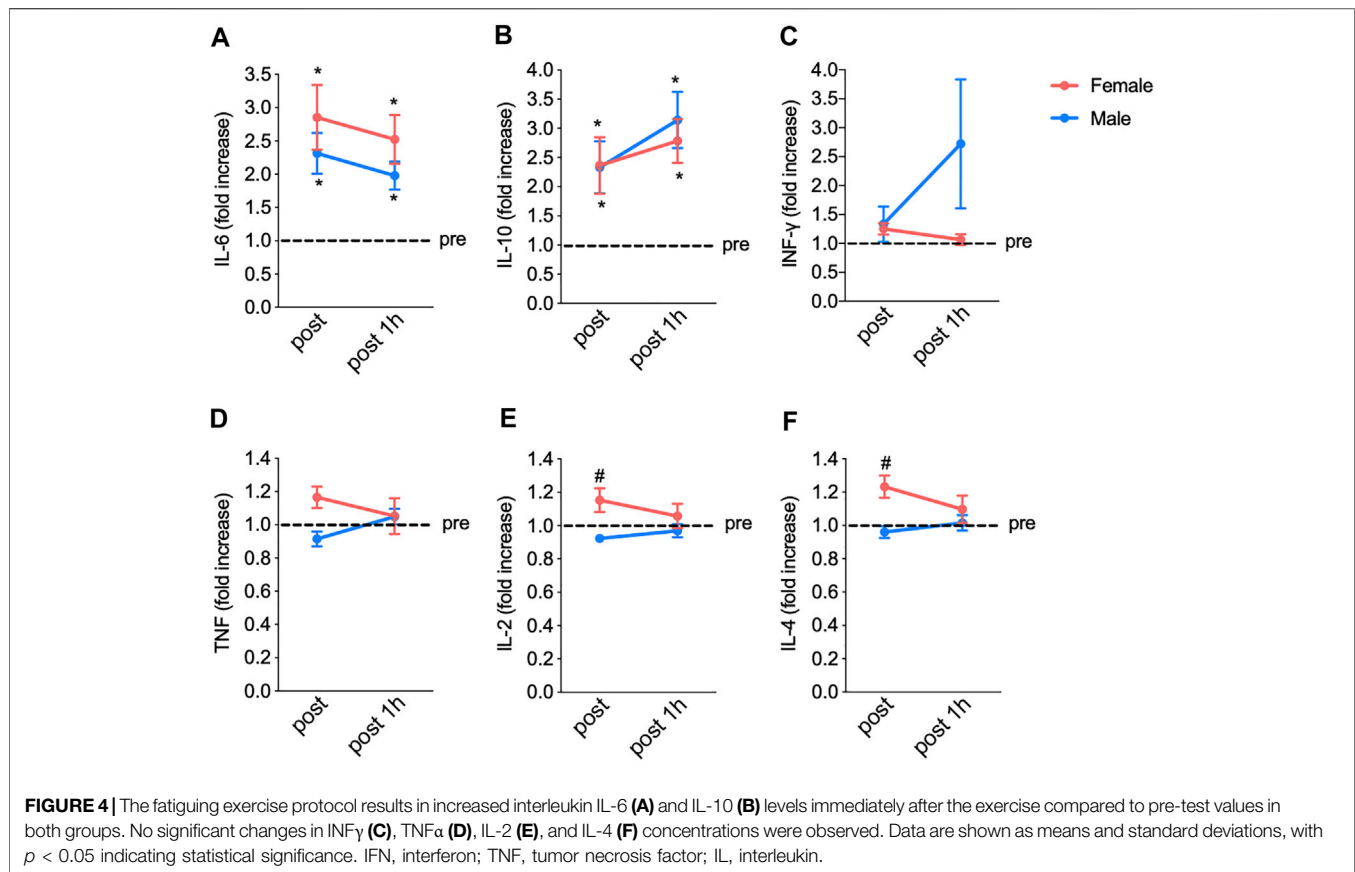 A
B
C
3.5
3.0
2.5
2.0
1.5
1.0
0.5
0.0
IL-6 (fold increase)
*
*
*
*
pre
post
post 1h
4.0
3.5
3.0
2.5
2.0
1.5
1.0
0.5
0.0
IL-10 (fold increase)
*
*
*
*
pre
post
post 1h
4.0
3.5
3.0
2.5
2.0
1.5
1.0
0.5
0.0
INF-γ (fold increase)
pre
post
post 1h
Female
Male
D
E
F
1.4
1.2
1.0
0.8
0.6
0.4
0.2
0.0
TNF (fold increase)
pre
post
post 1h
1.4
1.2
1.0
0.8
0.6
0.4
0.2
0.0
IL-2 (fold increase)
#
pre
post
post 1h
1.4
1.2
1.0
0.8
0.6
0.4
0.2
0.0
IL-4 (fold increase)
#
pre
post
post 1h
FIGURE 4 | The fatiguing exercise protocol results in increased interleukin IL-6 (A) and IL-10 (B) levels immediately after the exercise compared to pre-test values in
both groups. No significant changes in INFγ (C), TNFα (D), IL-2 (E), and IL-4 (F) concentrations were observed. Data are shown as means and standard deviations, with
p < 0.05 indicating statistical significance. IFN, interferon; TNF, tumor necrosis factor; IL, interleukin.